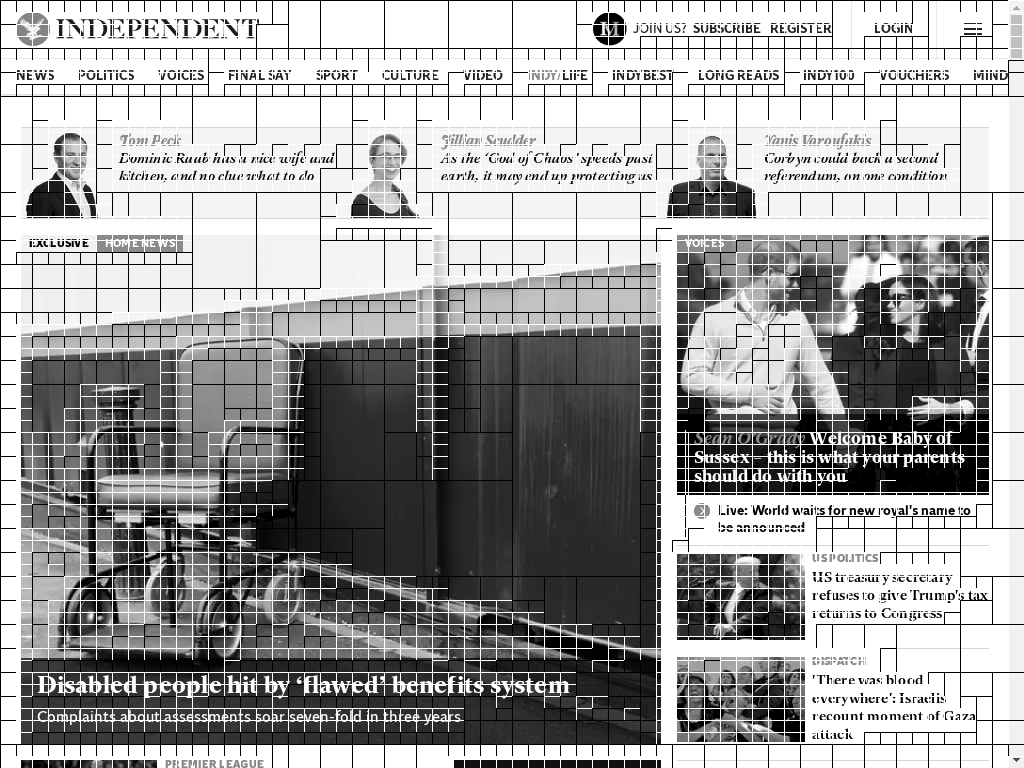 INDEPENDENT
JOIN US? SUBSCRIBE REGISTER LOGIN
NEWS POLITICS VOICES FINAL SAY SPORT CULTURE VIDEO INDY/LIFE INDYBEST LONG READS INDY100 VOUCHERS MIND
Tom Peck
Dominic Raab has a nice wife and
kitchen, and no clue what to do
Jillian Scudder
As the ‘God of Chaos’ speeds past
earth, it may end up protecting us
Yanis Varoufakis
Corbyn could back a second
referendum, on one condition
EXCLUSIVE HOME NEWS
Disabled people hit by ‘flawed’ benefits system
Complaints about assessments soar seven-fold in three years
VOICES
Sean O'Grady Welcome Baby of
Sussex – this is what your parents
should do with you
Live: World waits for new royal's name to
be announced
US POLITICS
US treasury secretary
refuses to give Trump's tax
returns to Congress
DISPATCH
'There was blood
everywhere': Israelis
recount moment of Gaza
attack
PREMIER LEAGUE